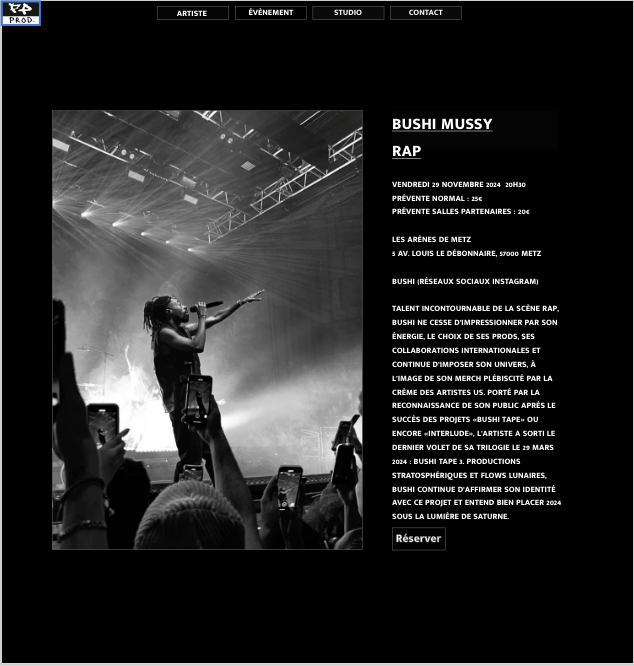 PROD.
ARTISTE
ÉVÉNEMENT
STUDIO
CONTACT
BUSHI MUSSY
RAP
VENDREDI 29 NOVEMBRE 2024 20H30
PRÉVENTE NORMAL : 25€
PRÉVENTE SALLES PARTENAIRES : 20€
LES ARÈNES DE METZ
5 AV. LOUIS LE DÉBONNAIRE, 57000 METZ
BUSHI (RÉSEAUX SOCIAUX INSTAGRAM)
TALENT INCONTOURNABLE DE LA SCÈNE RAP,
BUSHI NE CESSE D'IMPRESSIONNER PAR SON
ÉNERGIE, LE CHOIX DE SES PRODS, SES
COLLABORATIONS INTERNATIONALES ET
CONTINUE D'IMPOSER SON UNIVERS, À
L'IMAGE DE SON MERCH PLÉBISCITÉ PAR LA
CRÈME DES ARTISTES US. PORTÉ PAR LA
RECONNAISSANCE DE SON PUBLIC APRÈS LE
SUCCÈS DES PROJETS «BUSHI TAPE» OU
ENCORE «INTERLUDE», L'ARTISTE A SORTI LE
DERNIER VOLET DE SA TRILOGIE LE 29 MARS
2024 : BUSHI TAPE 3. PRODUCTIONS
STRATOSPHÉRIQUES ET FLOWS LUNAIRES,
BUSHI CONTINUE D'AFFIRMER SON IDENTITÉ
AVEC CE PROJET ET ENTEND BIEN PLACER 2024
SOUS LA LUMIÈRE DE SATURNE.
Réserver